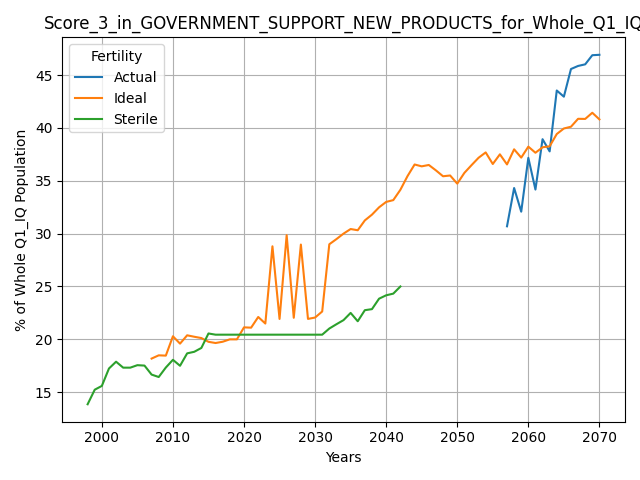 Score_3_in_GOVERNMENT_SUPPORT_NEW_PRODUCTS_for_Whole_Q1_IQ
Fertility
Actual
Ideal
Sterile
% of Whole Q1_IQ Population
45
40
35
30
25
20
15
2000 2010 2020 2030 2040 2050 2060 2070
Years